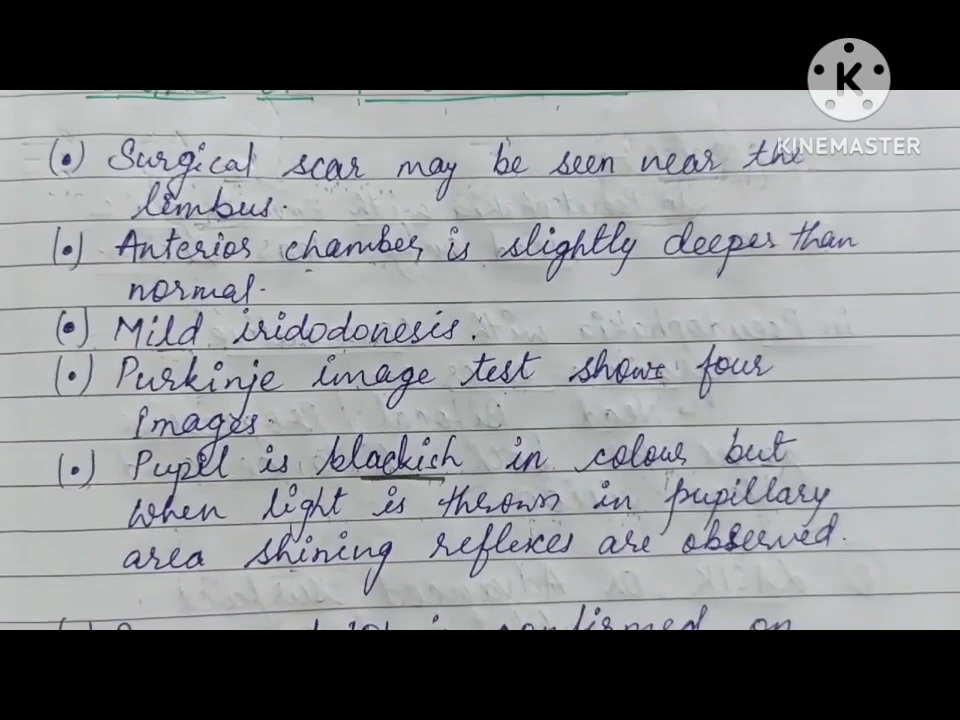 KINEMASTER
(•) Surgical scar may be seen near the
limbus.
(•) Anterior chamber is slightly deeper than
normal.
(•) Mild iridodonesis.
(•) Purkinje image test shows four
Images.
(•) Pupil is blackish in colour but
when light is thrown in pupillary
area shining reflexes are observed.
confirmed on